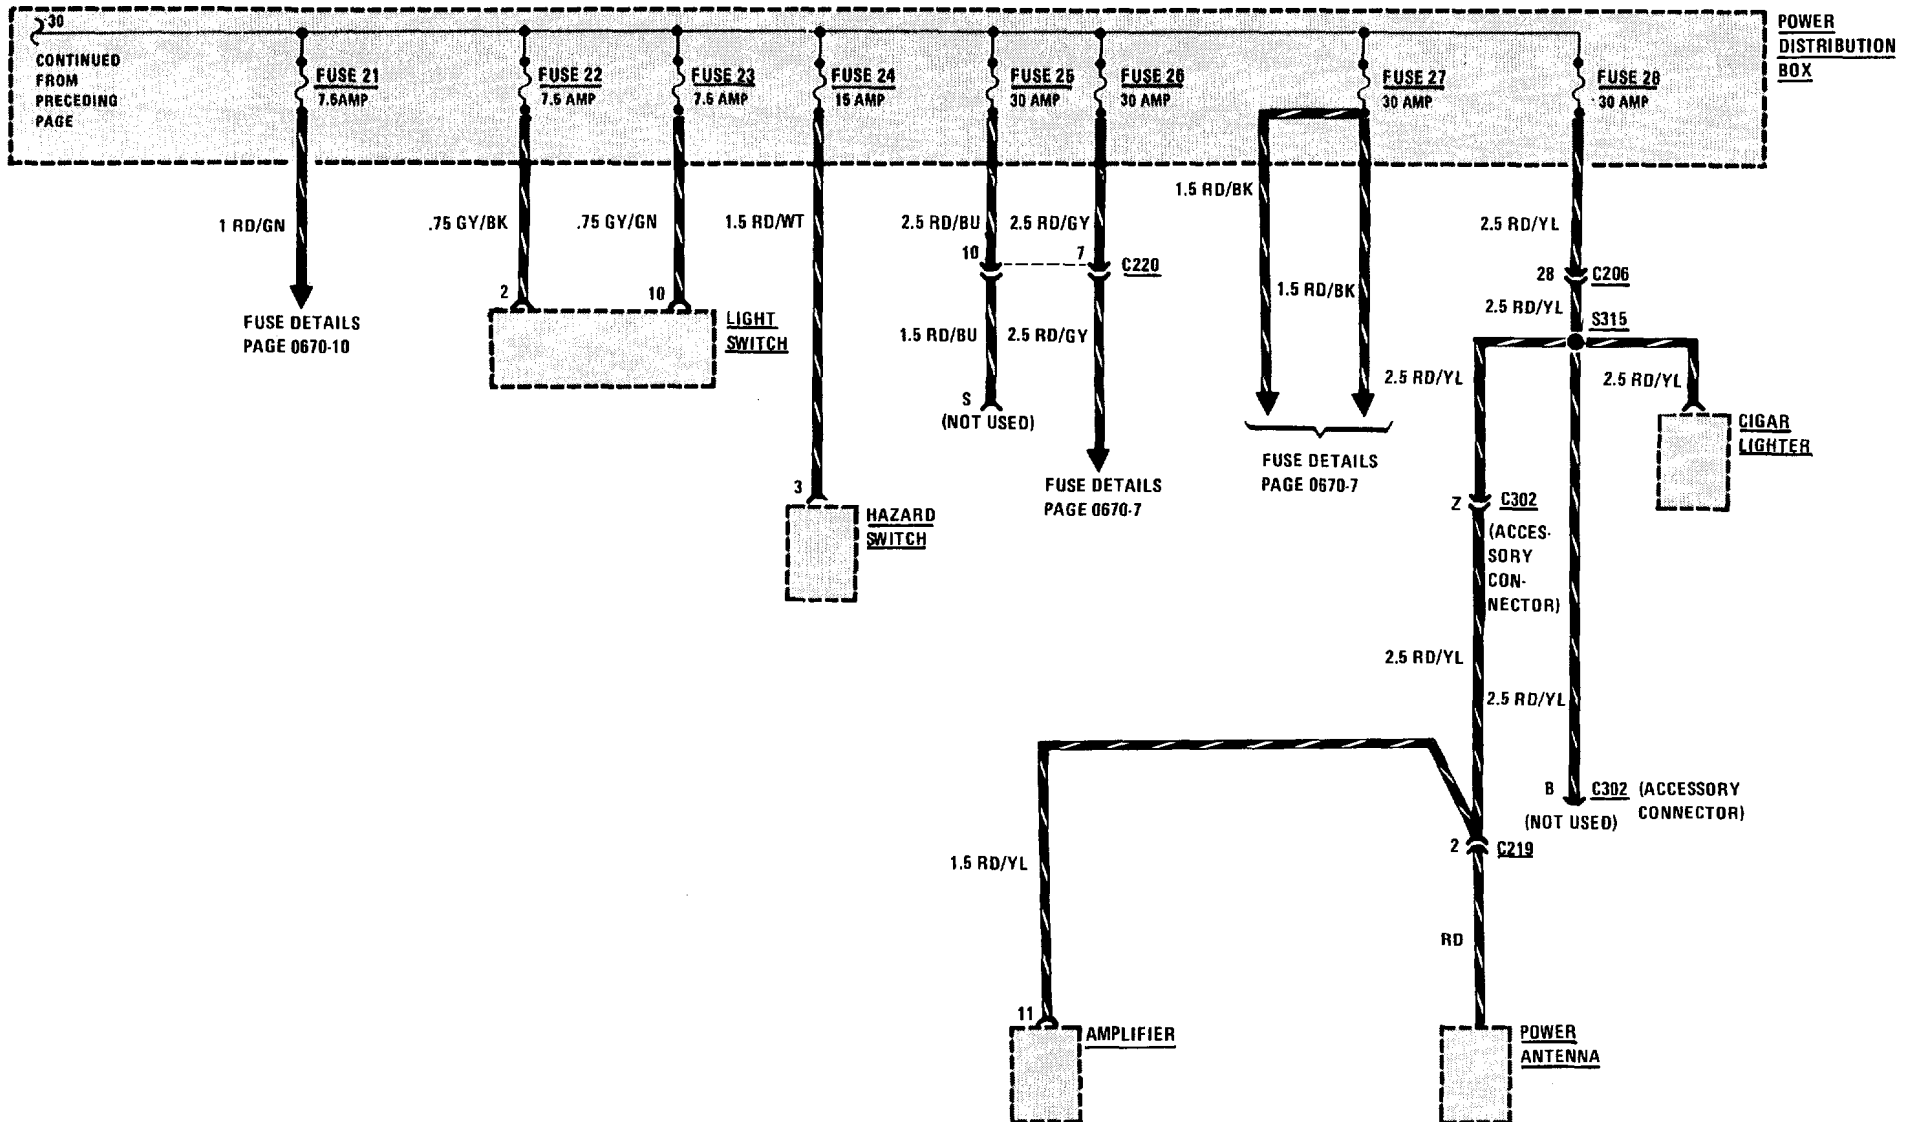 30
POWER
DISTRIBUTION
BOX
CONTINUED
FROM
PRECEDING
PAGE
FUSE 21
7.5AMP
FUSE 22
7.5 AMP
FUSE 23
7.5 AMP
FUSE 24
15 AMP
FUSE 25
30 AMP
FUSE 26
30 AMP
FUSE 27
30 AMP
FUSE 28
30 AMP
1 RD/GN
.75 GY/BK
.75 GY/GN
1.5 RD/WT
2.5 RD/BU
2.5 RD/GY
1.5 RD/BK
2.5 RD/YL
10
7
C220
28
C206
1.5 RD/BK
2.5 RD/YL
2
10
FUSE DETAILS
PAGE 0670-10
LIGHT
SWITCH
1.5 RD/BU
2.5 RD/GY
S315
2.5 RD/YL
2.5 RD/YL
S
(NOT USED)
CIGAR
LIGHTER
FUSE DETAILS
PAGE 0670-7
FUSE DETAILS
PAGE 0670-7
3
HAZARD
SWITCH
Z
C302
(ACCES-
SORY
CON-
NECTOR)
2.5 RD/YL
2.5 RD/YL
B
C302
(ACCESSORY
CONNECTOR)
(NOT USED)
2
C219
1.5 RD/YL
RD
11
AMPLIFIER
POWER
ANTENNA